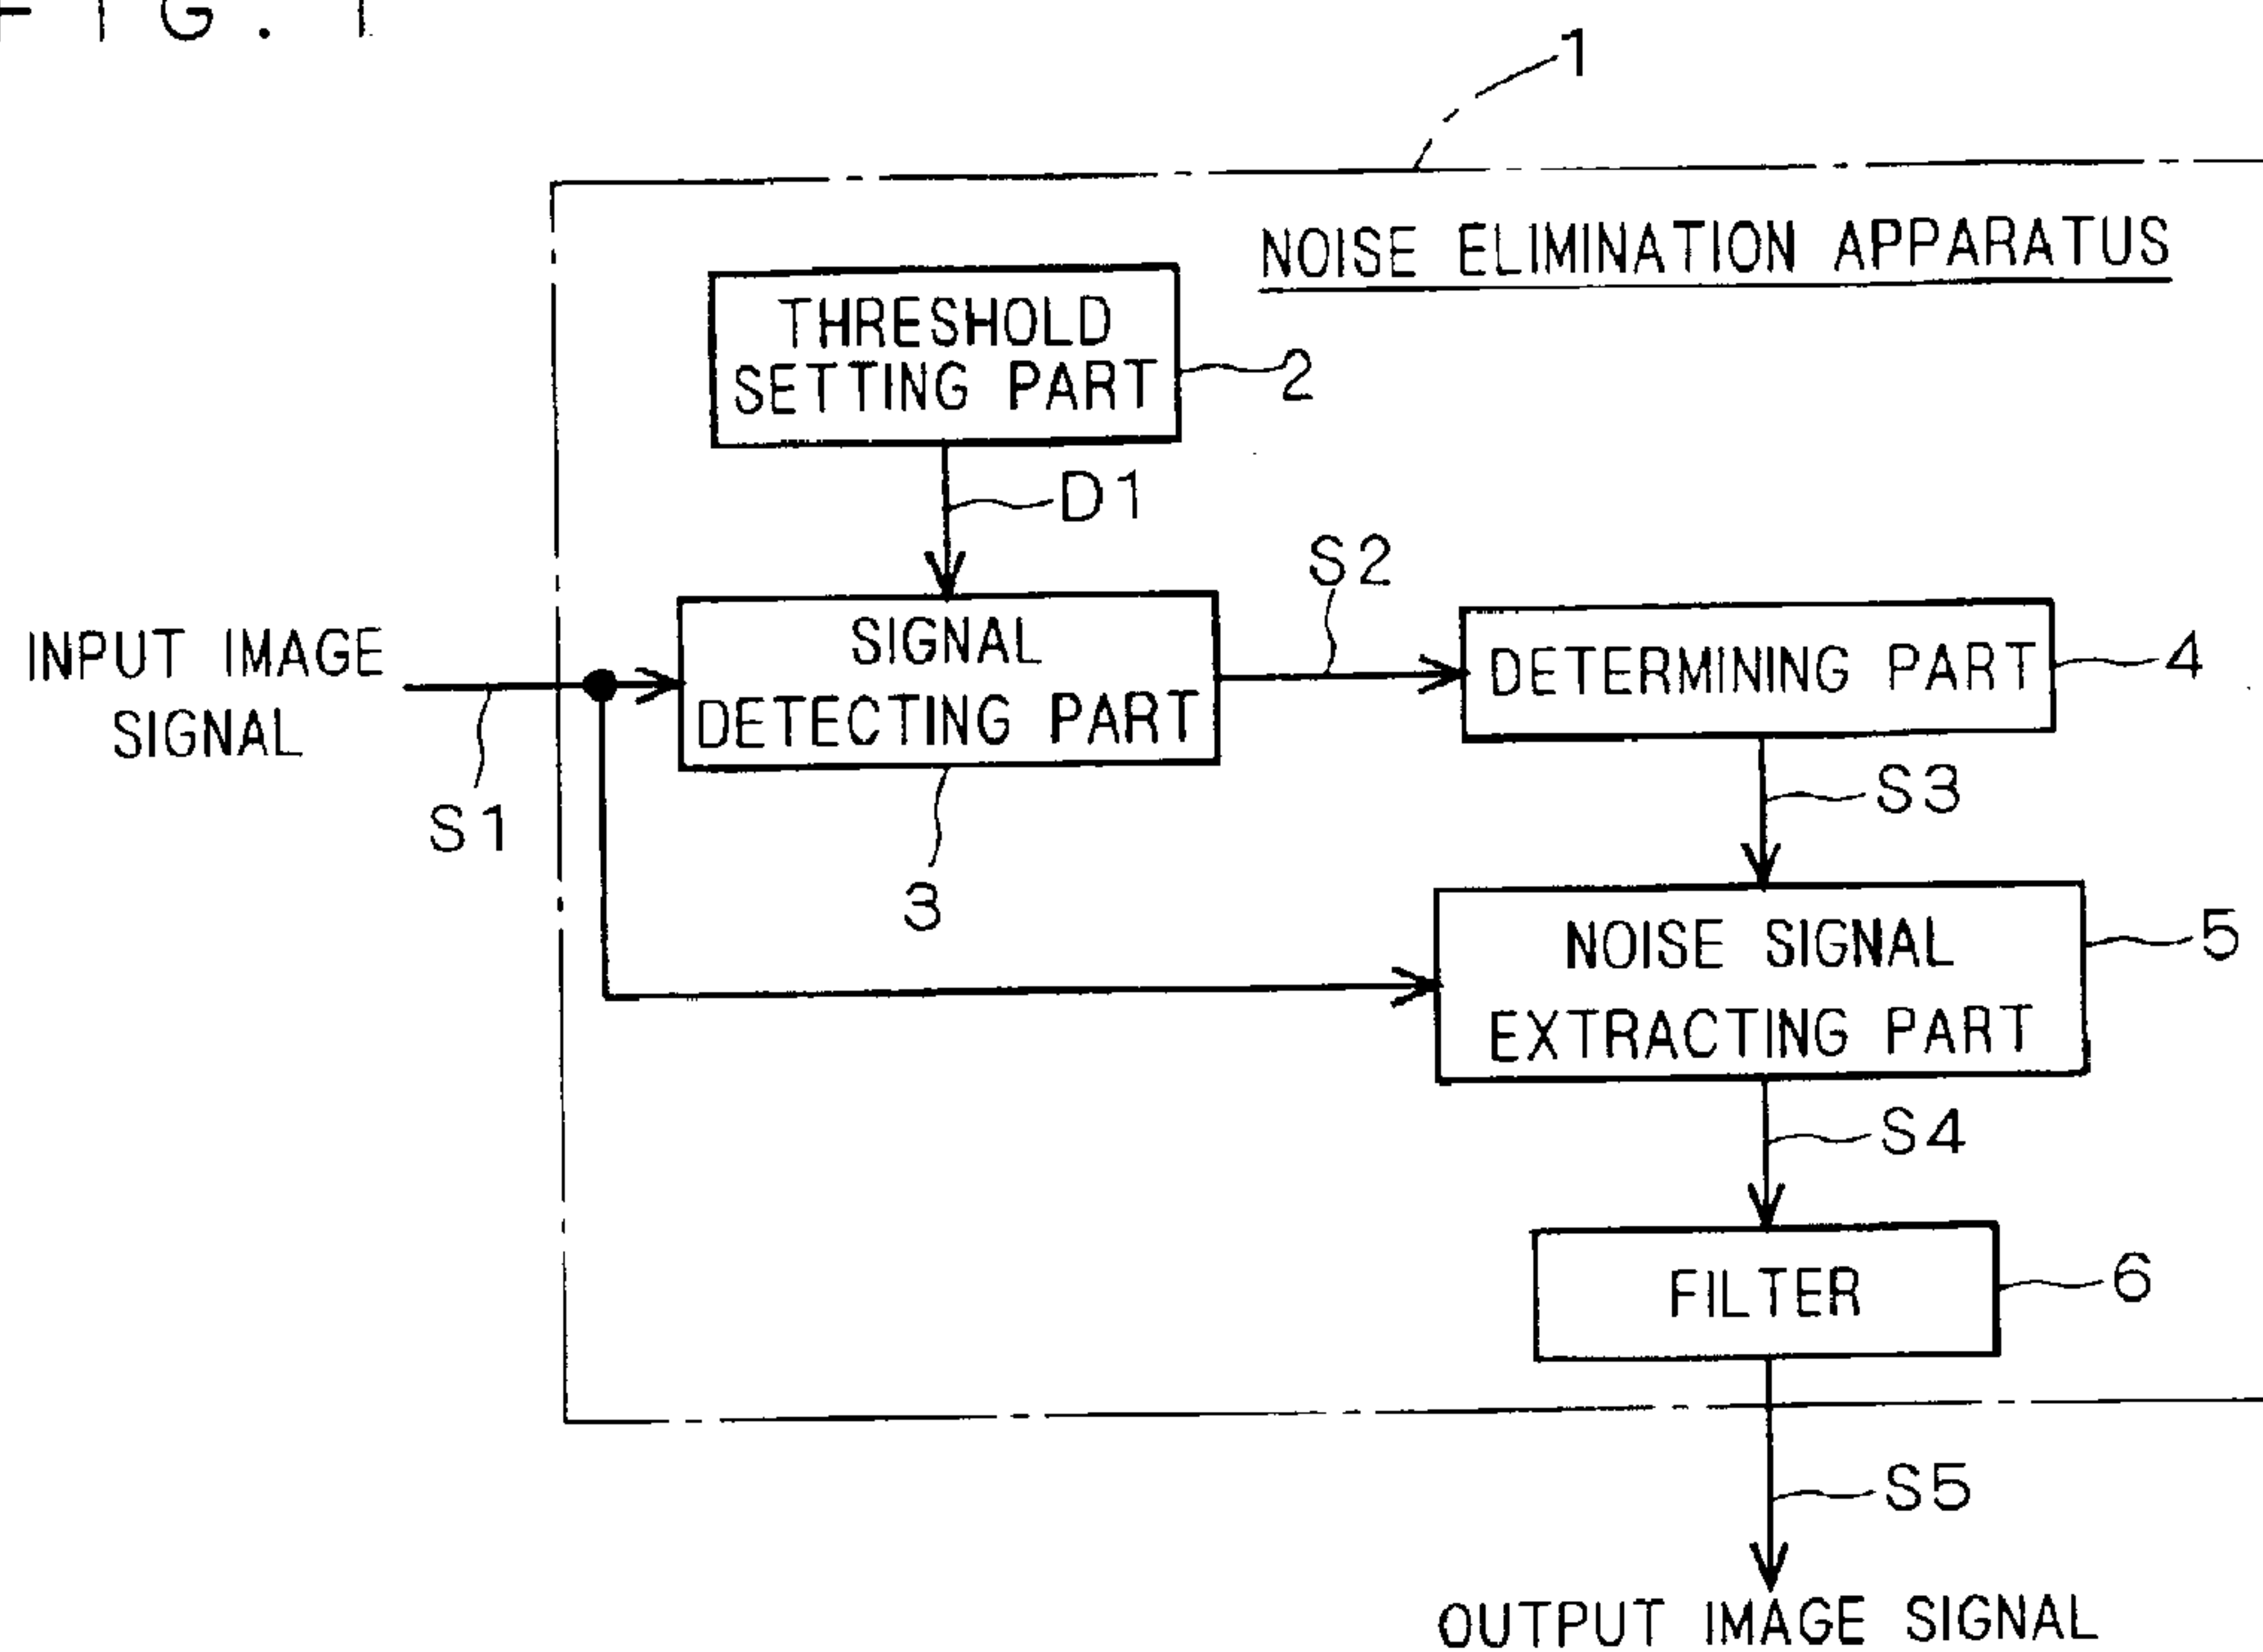 FIG. 1
1
NOISE ELIMINATION APPARATUS
THRESHOLD
SETTING PART
2
D1
S2
INPUT IMAGE
SIGNAL
S1
SIGNAL
DETECTING PART
3
DETERMINING PART
4
S3
NOISE SIGNAL
EXTRACTING PART
5
S4
FILTER
6
S5
OUTPUT IMAGE SIGNAL